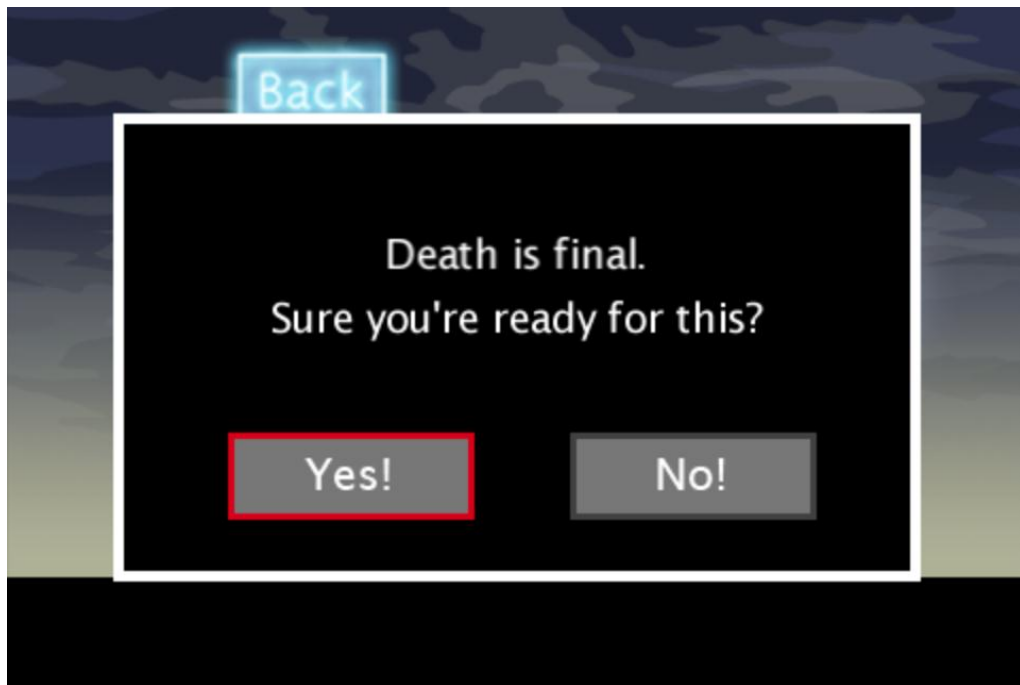 Back
Death is final.
Sure you're ready for this?
Yes!
No!